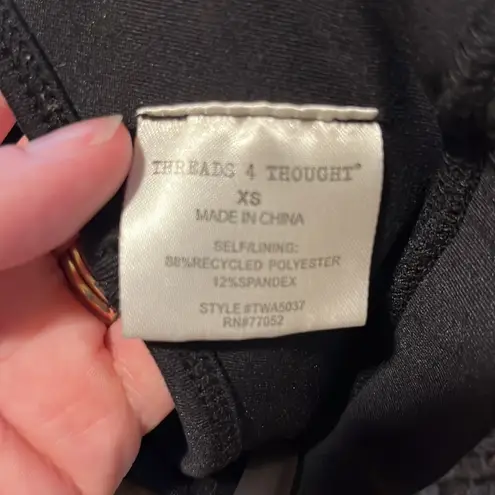 THREADS 4 THOUGHT®
XS
MADE IN CHINA
SELF/LINING:
88%RECYCLED POLYESTER
12%SPANDEX
STYLE #TWA5037
RN#77052